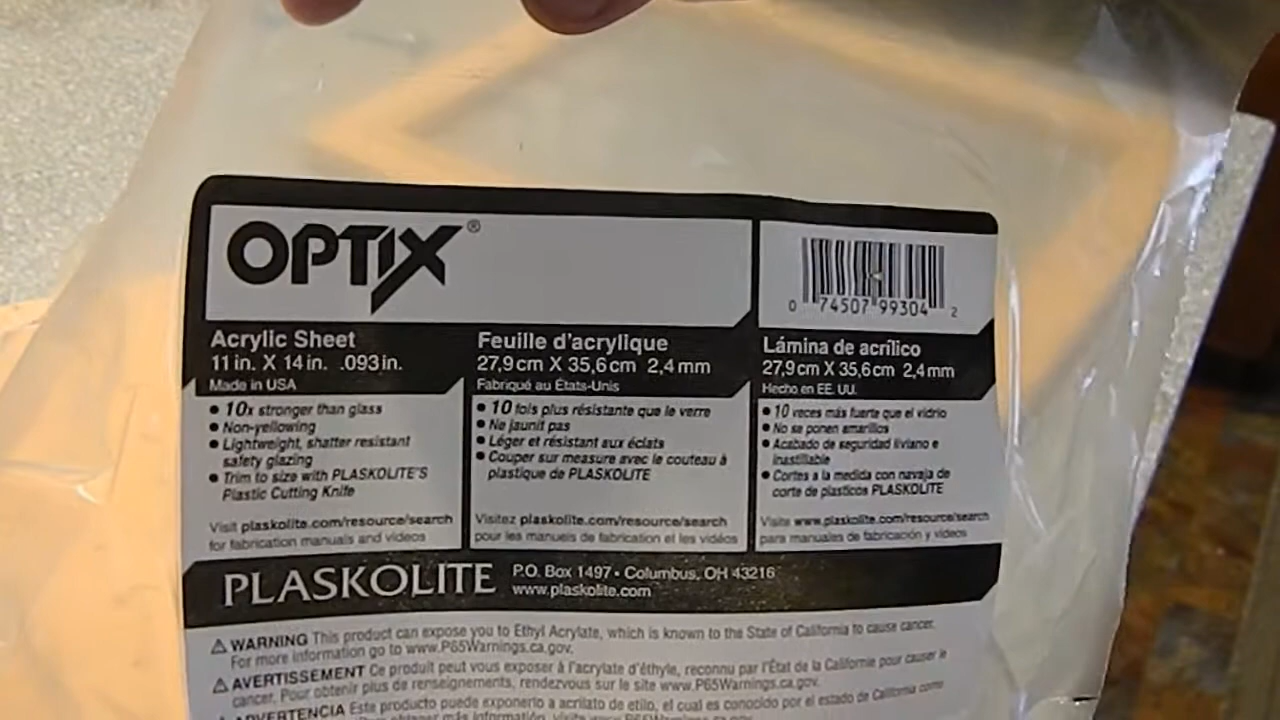 OPTIX®
0 74507 99304 2
Acrylic Sheet
11 in. X 14 in. .093 in.
Made in USA
• 10x stronger than glass
• Non-yellowing
• Lightweight, shatter resistant
safety glazing
• Trim to size with PLASKOLITE'S
Plastic Cutting Knife
Visit plaskolite.com/resource/search
for fabrication manuals and videos
Feuille d'acrylique
27,9 cm X 35,6 cm 2,4 mm
Fabriqué au États-Unis
• 10 fois plus résistante que le verre
• Ne jaunit pas
• Léger et résistant aux éclats
• Couper sur measure avec le couteau à
plastique de PLASKOLITE
Visitez plaskolite.com/resource/search
pour les manuels de fabrication et les vidéos
Lámina de acrílico
27,9 cm X 35,6 cm 2,4 mm
Hecho en EE. UU.
• 10 veces más fuerte que el vidrio
• No se ponen amarillos
• Acabado de seguridad liviano e
inastillable
• Cortes a la medida con navaja de
corte de plasticos PLASKOLITE
Visite www.plaskolite.com/resource/search
para manuales de fabricación y videos
PLASKOLITE
P.O. Box 1497 • Columbus, OH 43216
www.plaskolite.com
⚠ WARNING This product can expose you to Ethyl Acrylate, which is known to the State of California to cause cancer.
For more information go to www.P65Warnings.ca.gov.
⚠ AVERTISSEMENT Ce produit peut vous exposer à l'acrylate d'éthyle, reconnu par l'État de la Californie pour causer le
cancer. Pour obtenir plus de renseignements, rendezvous sur le site www.P65Warnings.ca.gov.
⚠ ADVERTENCIA Este producto puede exponerlo a acrilato de etilo, el cual es conocido por el estado de California como
más información, visite www.P65Warnings.ca.gov